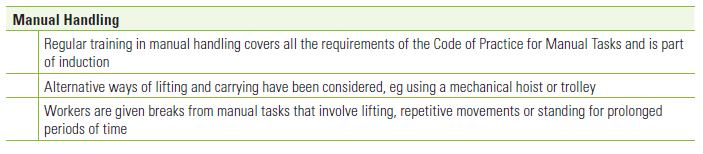 Manual Handling
Regular training in manual handling covers all the requirements of the Code of Practice for Manual Tasks and is part
of induction
Alternative ways of lifting and carrying have been considered, eg using a mechanical hoist or trolley
Workers are given breaks from manual tasks that involve lifting, repetitive movements or standing for prolonged
periods of time